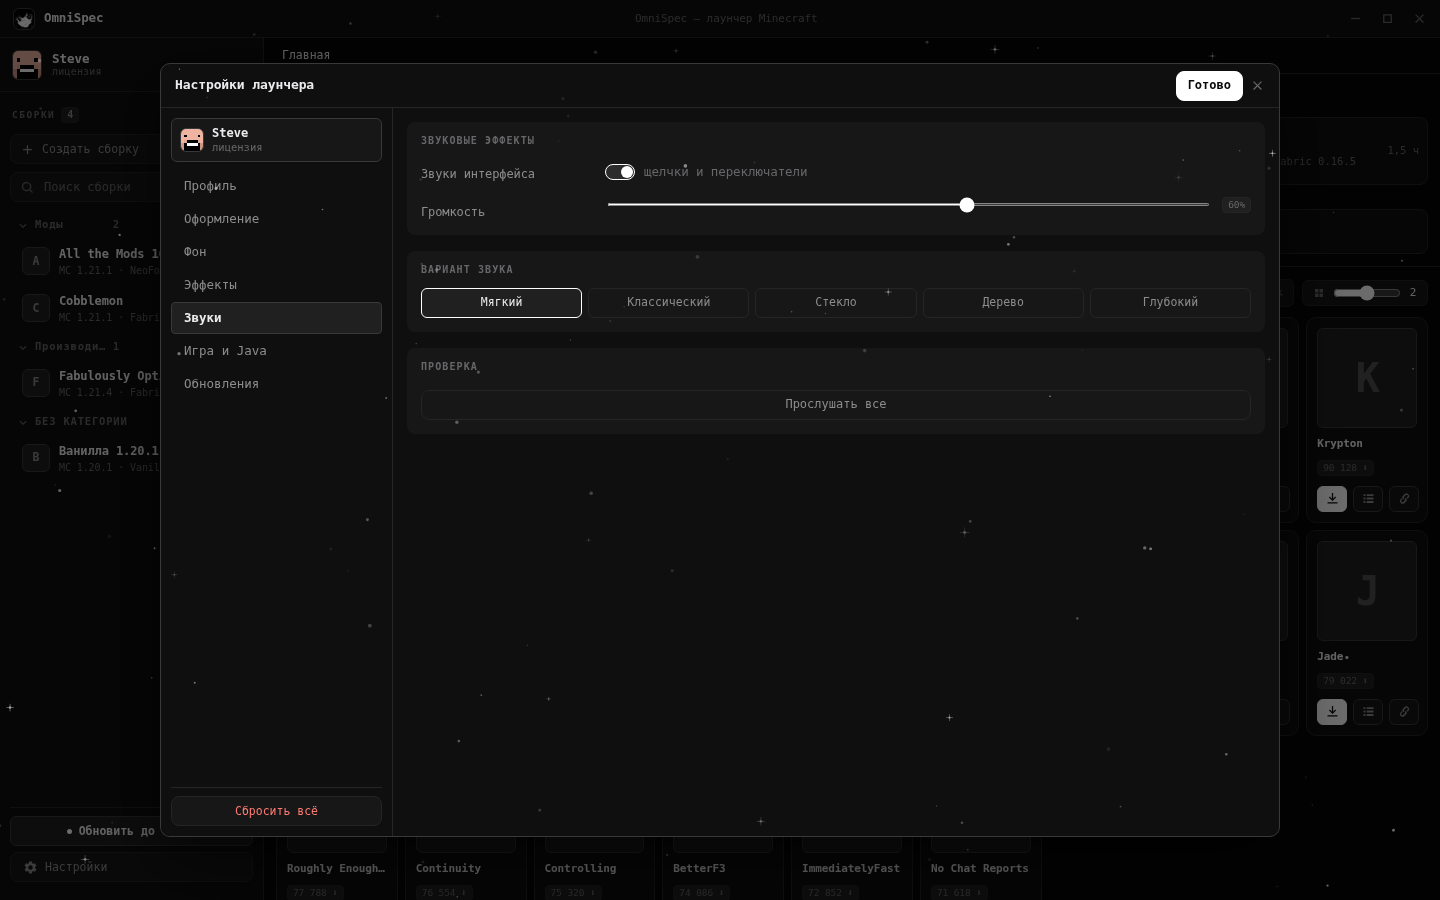 OmniSpec
OmniSpec — лаунчер Minecraft
Steve
лицензия
Главная
СБОРКИ 4
Создать сборку
Поиск сборки
Моды 2
A
All the Mods 1
MC 1.21.1 · NeoFo
C
Cobblemon
MC 1.21.1 · Fabri
Производи… 1
F
Fabulously Opt
MC 1.21.4 · Fabri
БЕЗ КАТЕГОРИИ
В
Ванилла 1.20.1
MC 1.20.1 · Vanil
Обновить до
Настройки
Настройки лаунчера
Готово
Steve
лицензия
Профиль
Оформление
Фон
Эффекты
Звуки
Игра и Java
Обновления
Сбросить всё
ЗВУКОВЫЕ ЭФФЕКТЫ
Звуки интерфейса
щелчки и переключатели
Громкость
60%
ВАРИАНТ ЗВУКА
Мягкий
Классический
Стекло
Дерево
Глубокий
ПРОВЕРКА
Прослушать все
1,5 ч
abric 0.16.5
2
K
Krypton
90 128
J
Jade
79 022
Roughly Enough…
77 788
Continuity
76 554
Controlling
75 320
BetterF3
74 086
ImmediatelyFast
72 852
No Chat Reports
71 618